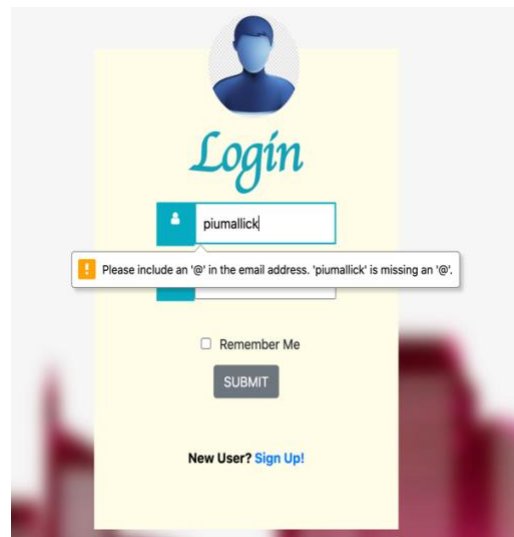 Login
piumallick
Please include an '@' in the email address. 'piumallick' is missing an '@'.
Remember Me
SUBMIT
New User? Sign Up!